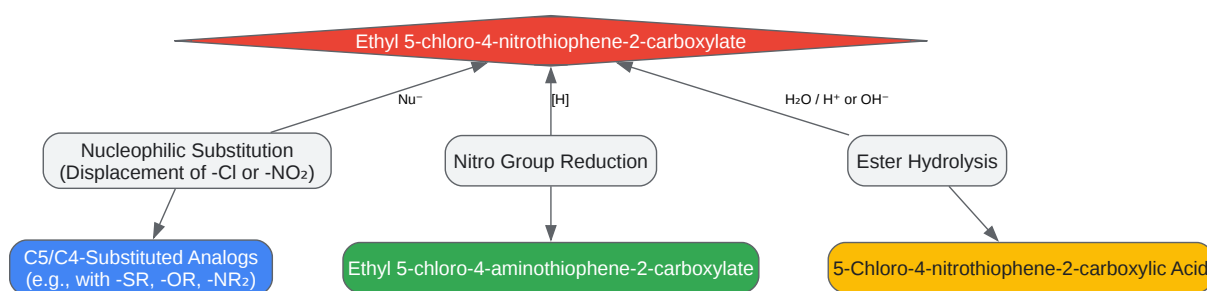 Ethyl 5-chloro-4-nitrothiophene-2-carboxylate
Nu⁻
[H]
H₂O / H⁺ or OH⁻
Nucleophilic Substitution
(Displacement of -Cl or -NO₂)
Nitro Group Reduction
Ester Hydrolysis
C5/C4-Substituted Analogs
(e.g., with -SR, -OR, -NR₂)
Ethyl 5-chloro-4-aminothiophene-2-carboxylate
5-Chloro-4-nitrothiophene-2-carboxylic Acid